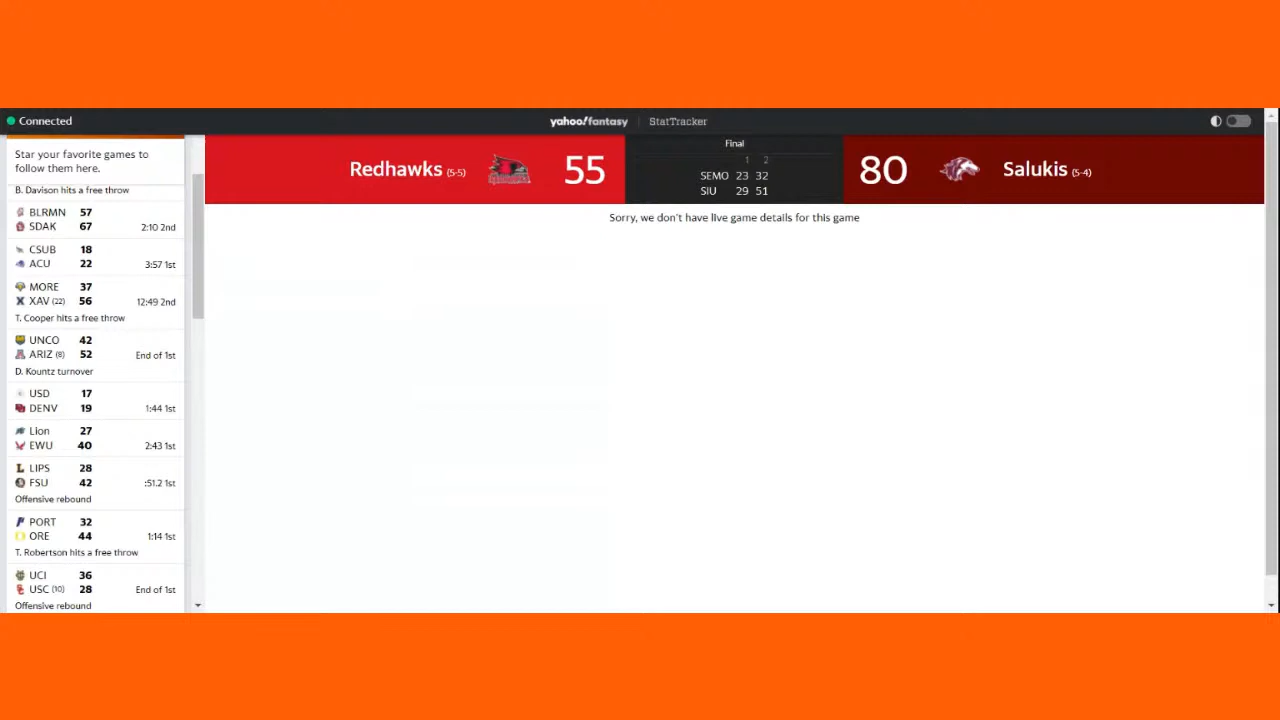 Connected
yahoo!fantasy StatTracker
Star your favorite games to
follow them here.
B. Davison hits a free throw
BLRMN 57
SDAK 67 2:10 2nd
CSUB 18
ACU 22 3:57 1st
MORE 37
XAV (22) 56 12:49 2nd
T. Cooper hits a free throw
UNCO 42
ARIZ (8) 52 End of 1st
D. Kountz turnover
USD 17
DENV 19 1:44 1st
Lion 27
EWU 40 2:43 1st
LIPS 28
FSU 42 :51.2 1st
Offensive rebound
PORT 32
ORE 44 1:14 1st
T. Robertson hits a free throw
UCI 36
USC (10) 28 End of 1st
Offensive rebound
Redhawks (5-5) 55
Final
1 2
SEMO 23 32
SIU 29 51
80 Salukis (5-4)
Sorry, we don't have live game details for this game